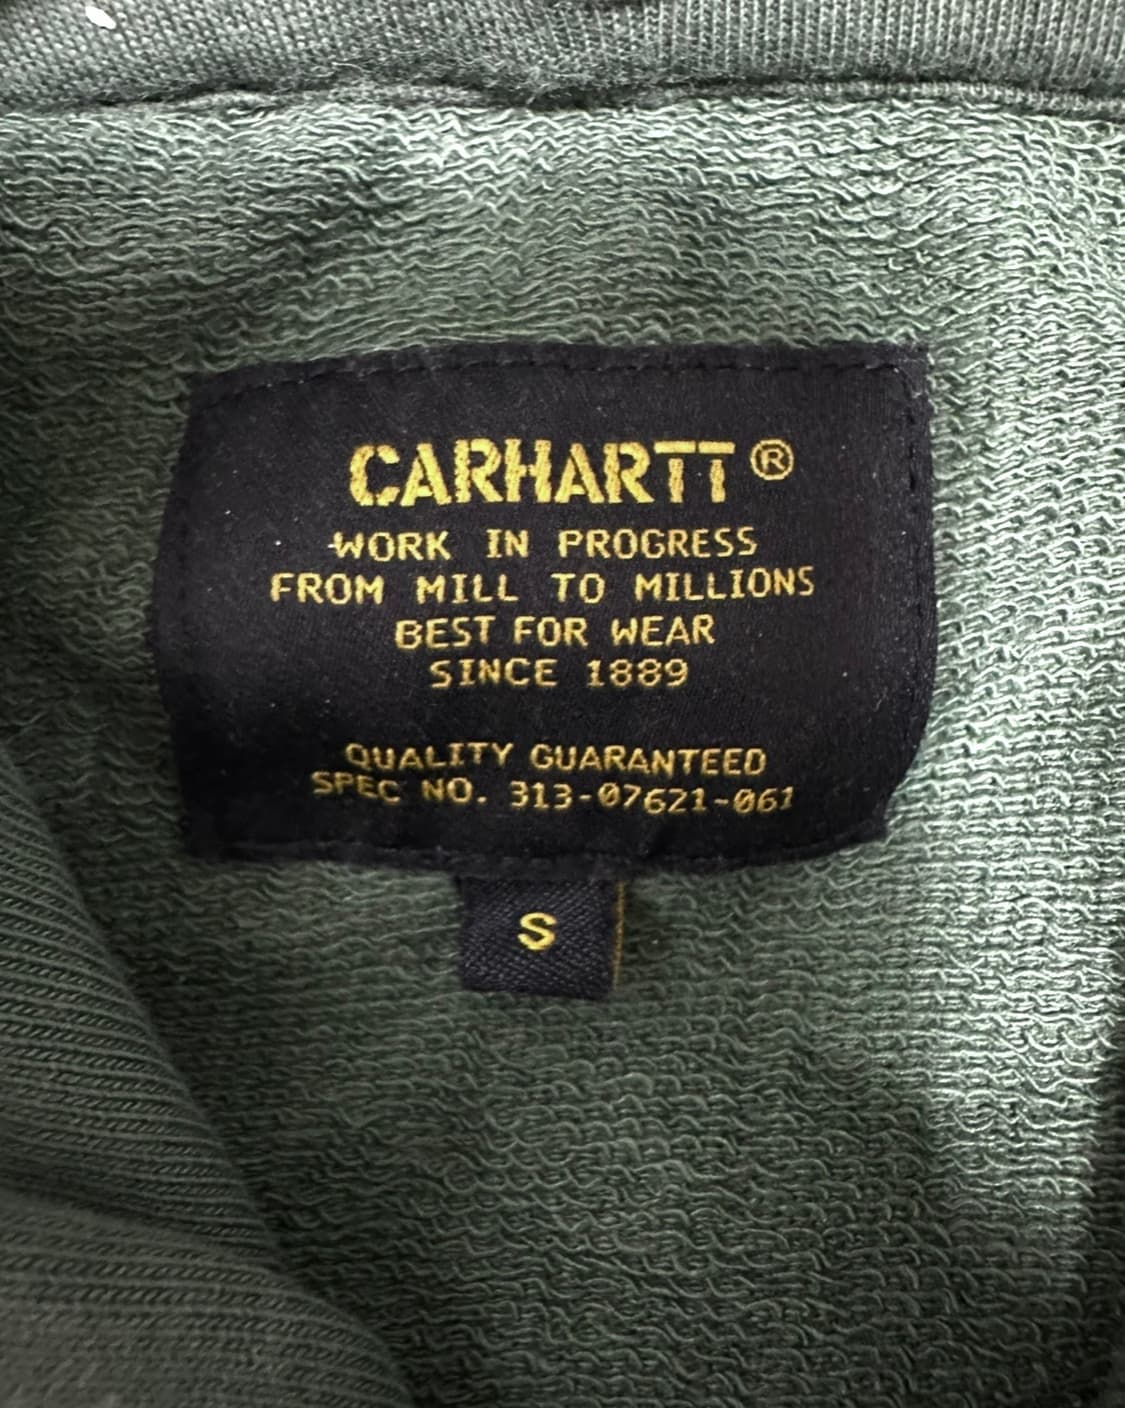 CARHARTT®
WORK IN PROGRESS
FROM MILL TO MILLIONS
BEST FOR WEAR
SINCE 1889
QUALITY GUARANTEED
SPEC NO. 313-07621-061
S